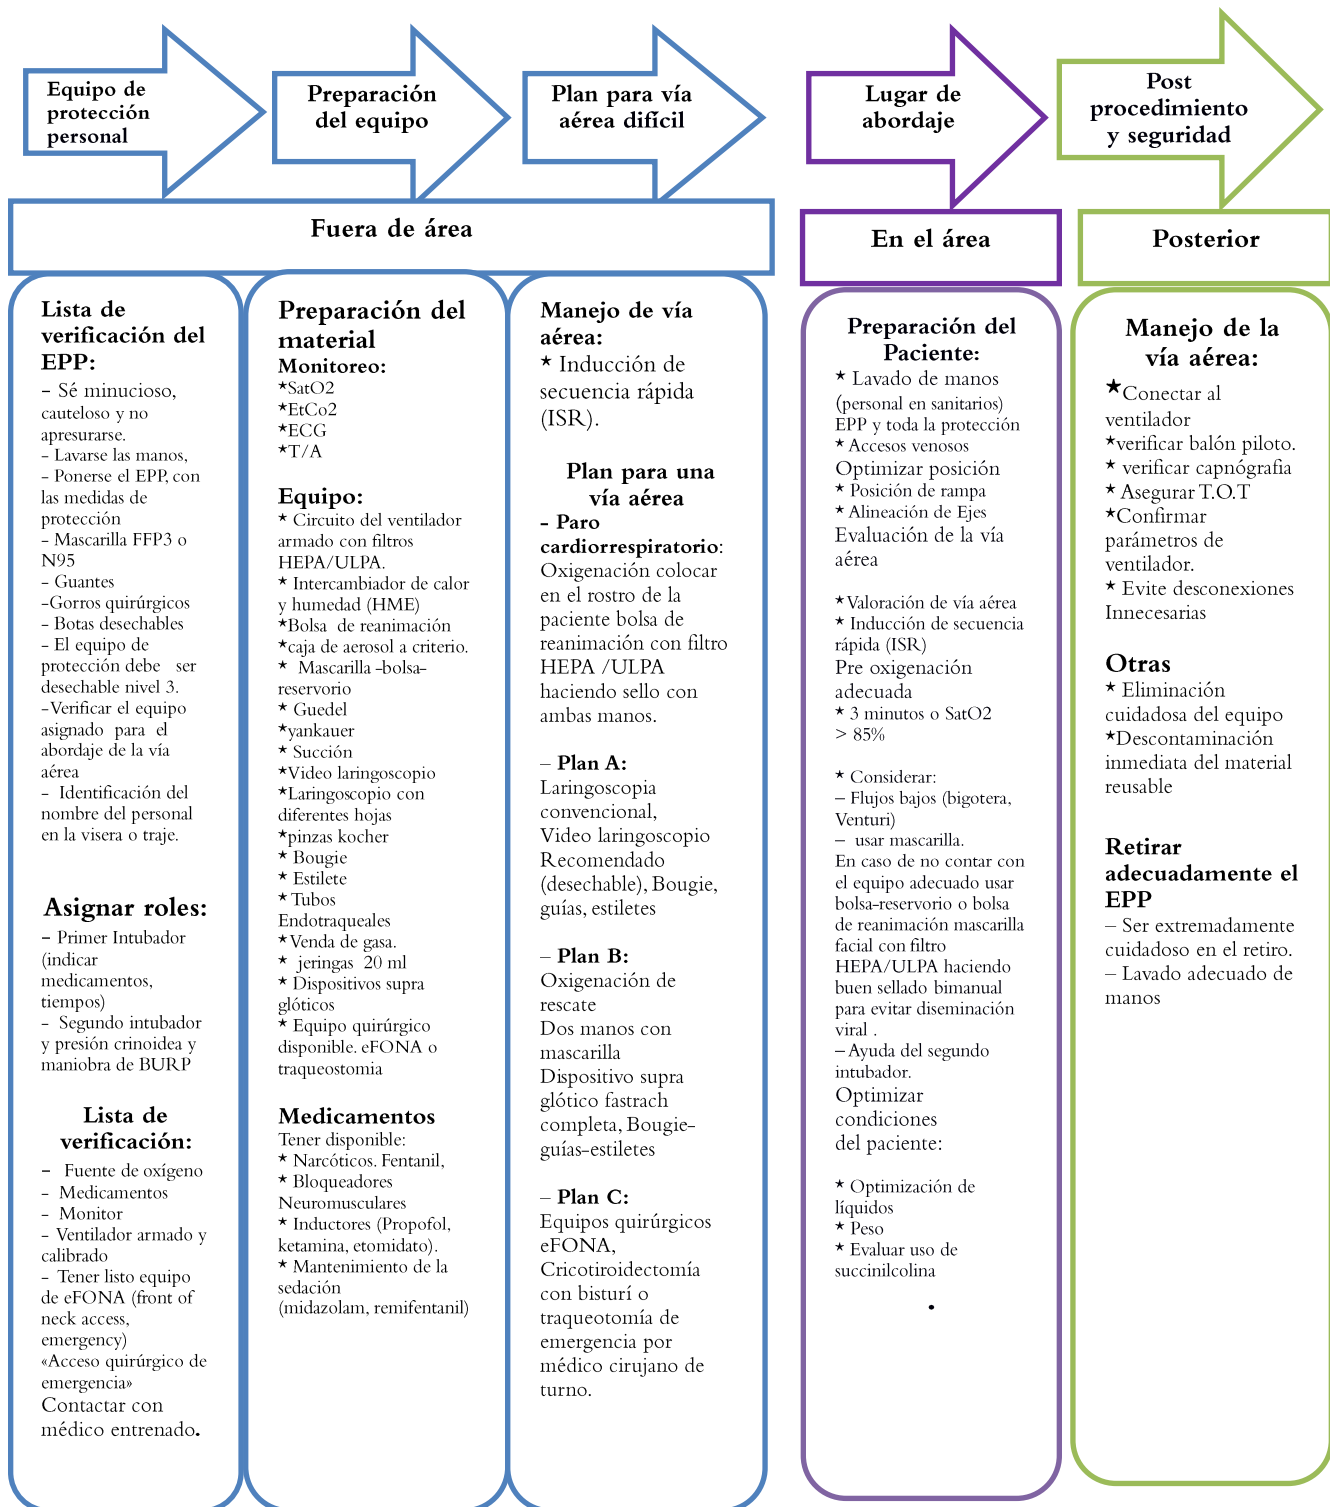 Equipo de
protección
personal
Preparación
del equipo
Plan para vía
aérea difícil
Lugar de
abordaje
Post
procedimiento
y seguridad
Fuera de área
En el área
Posterior
Lista de
verificación del
EPP:
- Sé minucioso,
cauteloso y no
apresurarse.
- Lavarse las manos,
- Ponerse el EPP, con
las medidas de
protección
- Mascarilla FFP3 o
N95
- Guantes
-Gorros quirúrgicos
- Botas desechables
- El equipo de
protección debe ser
desechable nivel 3.
-Verificar el equipo
asignado para el
abordaje de la vía
aérea
- Identificación del
nombre del personal
en la visera o traje.
Asignar roles:
- Primer Intubador
(indicar
medicamentos,
tiempos)
- Segundo intubador
y presión crinoidea y
maniobra de BURP
Lista de
verificación:
- Fuente de oxígeno
- Medicamentos
- Monitor
- Ventilador armado y
calibrado
- Tener listo equipo
de eFONA (front of
neck access,
emergency)
«Acceso quirúrgico de
emergencia»
Contactar con
médico entrenado.
Preparación del
material
Monitoreo:
*SatO2
*EtCo2
*ECG
*T/A
Equipo:
* Circuito del ventilador
armado con filtros
HEPA/ULPA.
* Intercambiador de calor
y humedad (HME)
*Bolsa de reanimación
*caja de aerosol a criterio.
* Mascarilla -bolsa-
reservorio
* Guedel
*yankauer
* Succión
*Video laringoscopio
*Laringoscopio con
diferentes hojas
*pinzas kocher
* Bougie
* Estilete
* Tubos
Endotraqueales
*Venda de gasa.
* jeringas 20 ml
* Dispositivos supra
glóticos
* Equipo quirúrgico
disponible. eFONA o
traqueostomia
Medicamentos
Tener disponible:
* Narcóticos. Fentanil,
* Bloqueadores
Neuromusculares
* Inductores (Propofol,
ketamina, etomidato).
* Mantenimiento de la
sedación
(midazolam, remifentanil)
Manejo de vía
aérea:
* Inducción de
secuencia rápida
(ISR).
Plan para una
vía aérea
- Paro
cardiorrespiratorio:
Oxigenación colocar
en el rostro de la
paciente bolsa de
reanimación con filtro
HEPA /ULPA
haciendo sello con
ambas manos.
– Plan A:
Laringoscopia
convencional,
Video laringoscopio
Recomendado
(desechable), Bougie,
guías, estiletes
– Plan B:
Oxigenación de
rescate
Dos manos con
mascarilla
Dispositivo supra
glótico fastrach
completa, Bougie-
guías-estiletes
– Plan C:
Equipos quirúrgicos
eFONA,
Cricotiroidectomía
con bisturí o
traqueotomía de
emergencia por
médico cirujano de
turno.
Preparación del
Paciente:
* Lavado de manos
(personal en sanitarios)
EPP y toda la protección
* Accesos venosos
Optimizar posición
* Posición de rampa
* Alineación de Ejes
Evaluación de la vía
aérea
*Valoración de vía aérea
* Inducción de secuencia
rápida (ISR)
Pre oxigenación
adecuada
* 3 minutos o SatO2
> 85%
* Considerar:
– Flujos bajos (bigotera,
Venturi)
– usar mascarilla.
En caso de no contar con
el equipo adecuado usar
bolsa-reservorio o bolsa
de reanimación mascarilla
facial con filtro
HEPA/ULPA haciendo
buen sellado bimanual
para evitar diseminación
viral .
– Ayuda del segundo
intubador.
Optimizar
condiciones
del paciente:
* Optimización de
líquidos
* Peso
* Evaluar uso de
succinilcolina
.
Manejo de la
vía aérea:
*Conectar al
ventilador
*verificar balón piloto.
* verificar capnógrafia
* Asegurar T.O.T
*Confirmar
parámetros de
ventilador.
* Evite desconexiones
Innecesarias
Otras
* Eliminación
cuidadosa del equipo
*Descontaminación
inmediata del material
reusable
Retirar
adecuadamente el
EPP
– Ser extremadamente
cuidadoso en el retiro.
– Lavado adecuado de
manos